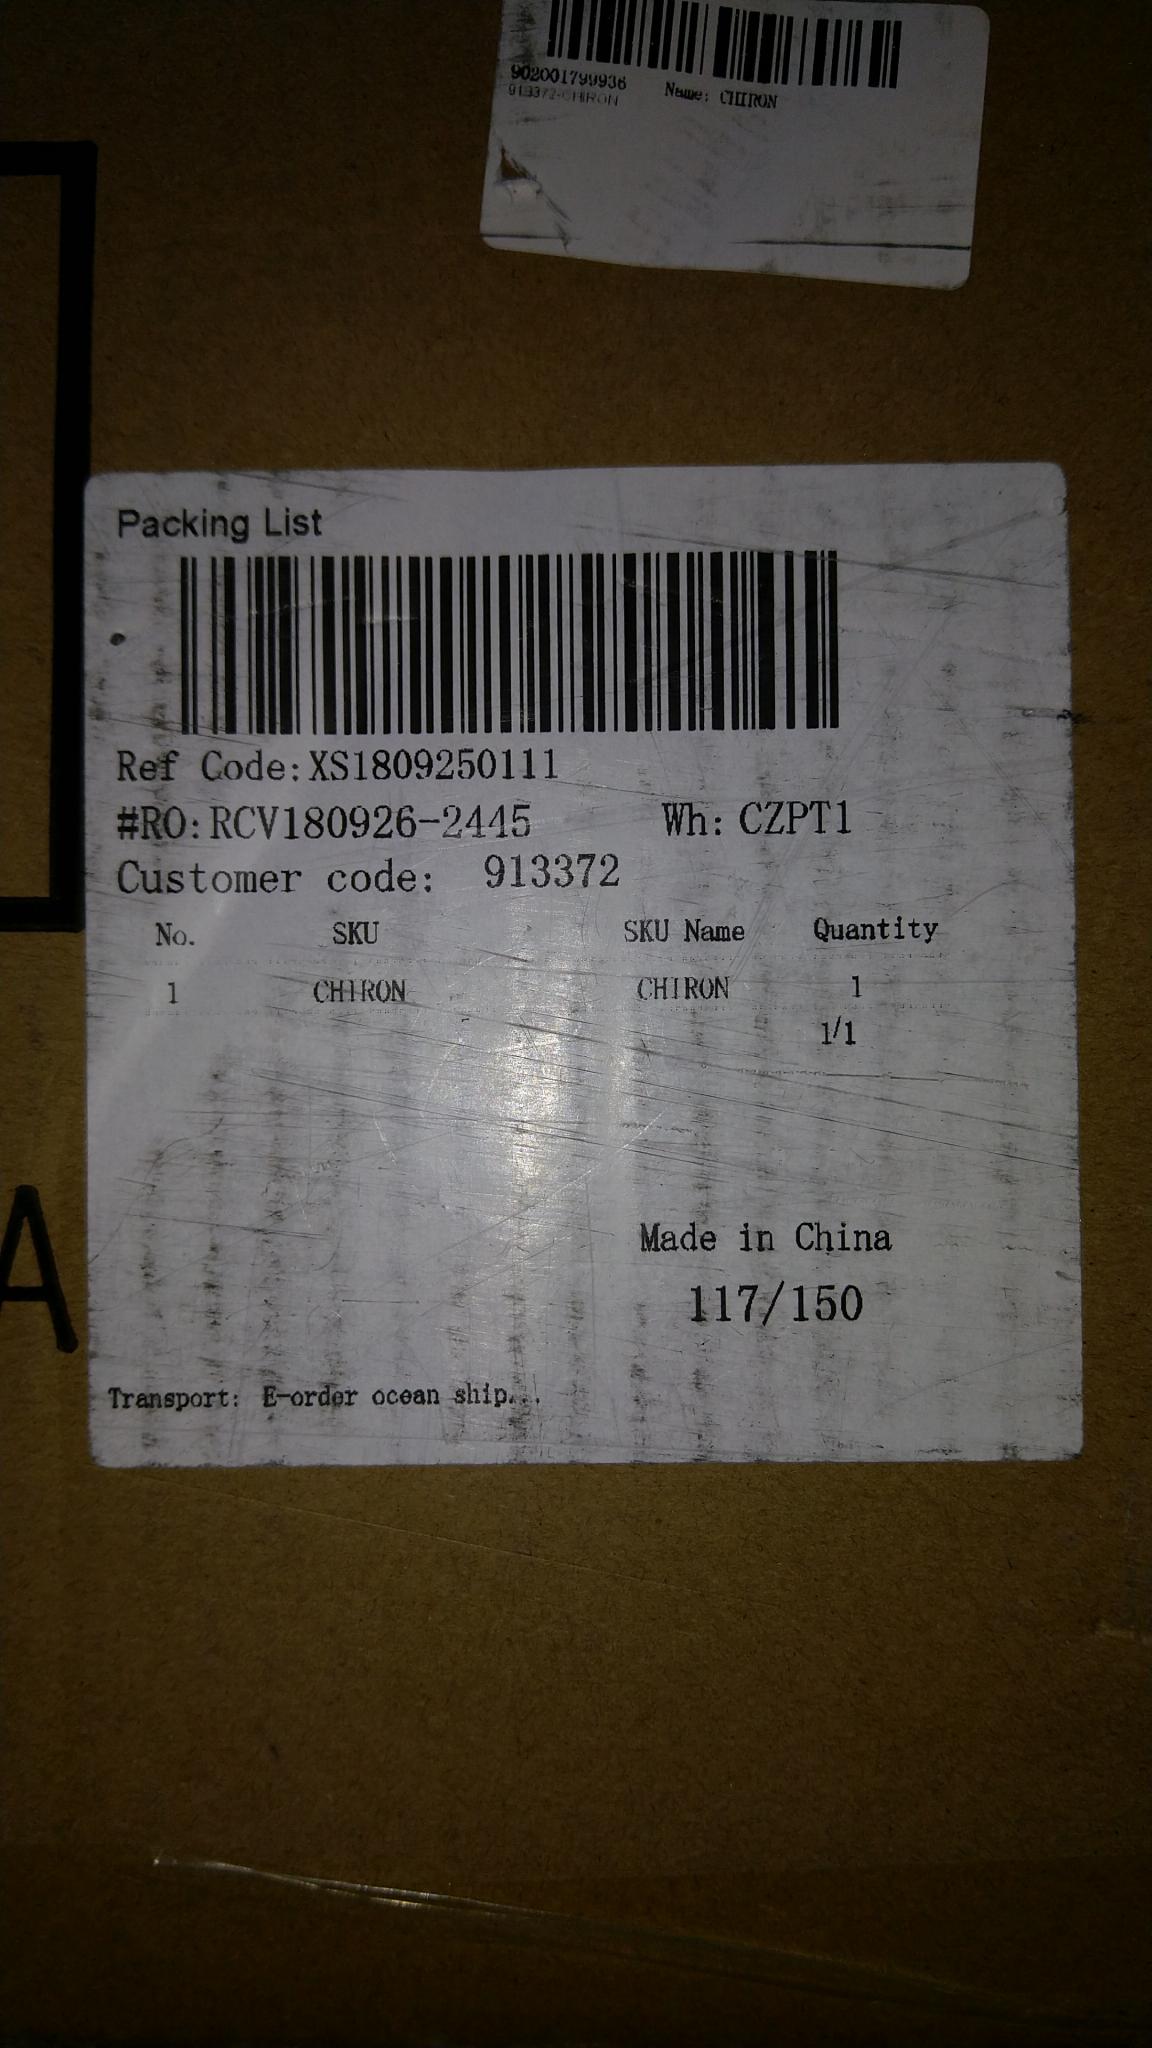 902001799936
913372-CHIRON Name: CHIRON
Packing List
Ref Code:XS1809250111
#RO:RCV180926-2445 Wh: CZPT1
Customer code: 913372
No. SKU SKU Name Quantity
1 CHIRON CHIRON 1
1/1
A
Made in China
117/150
Transport: E-order ocean ship...